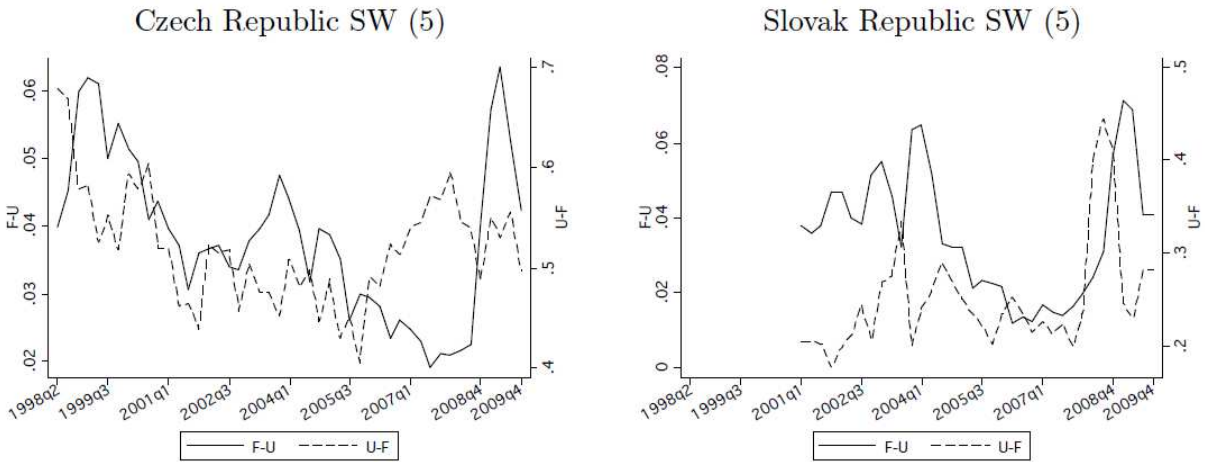 Czech Republic SW (5)
F-U
.06
.05
.04
.03
.02
.7
.6
.5
.4
U-F
1998q2
1999q3
2001q1
2002q3
2004q1
2005q3
2007q1
2008q4
2009q4
F-U
U-F
Slovak Republic SW (5)
F-U
.08
.06
.04
.02
0
.5
.4
.3
.2
U-F
1998q2
1999q3
2001q1
2002q3
2004q1
2005q3
2007q1
2008q4
2009q4
F-U
U-F